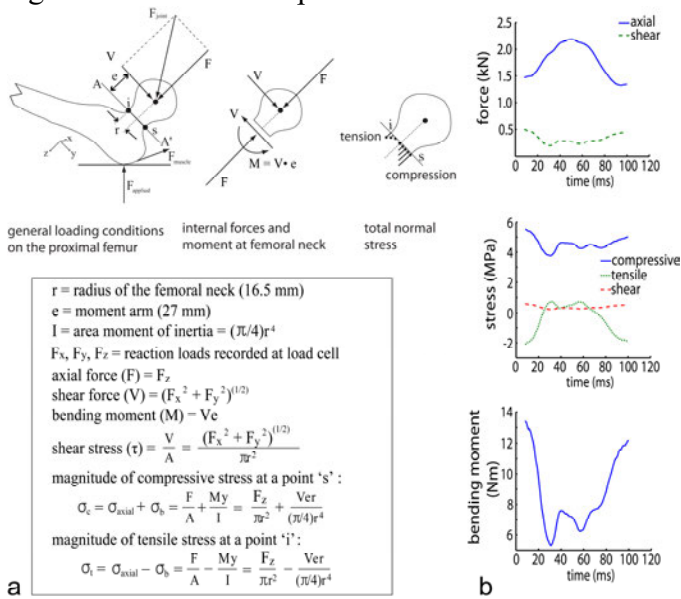 F_joint
V
F
A
e
i
r
s
A'
x
z
y
F_muscle
F_applied
V
F
V
M = V• e
F
i
tension
s
compression
general loading conditions
on the proximal femur
internal forces and
moment at femoral neck
total normal
stress
r = radius of the femoral neck (16.5 mm)
e = moment arm (27 mm)
I = area moment of inertia = (π/4)r⁴
Fx, Fy, Fz = reaction loads recorded at load cell
axial force (F) = Fz
shear force (V) = (Fx² + Fy²)^(1/2)
bending moment (M) = Ve
shear stress (τ) = V/A = (Fx² + Fy²)^(1/2) / πr²
magnitude of compressive stress at a point ‘s’ :
σc = σaxial + σb = F/A + My/I = Fz/πr² + Ver/(π/4)r⁴
magnitude of tensile stress at a point ‘i’ :
σt = σaxial − σb = F/A − My/I = Fz/πr² − Ver/(π/4)r⁴
a
axial
shear
force (kN)
2.5
2.0
1.5
1.0
0.5
0 20 40 60 80 100 120
time (ms)
compressive
tensile
shear
stress (MPa)
6
4
2
0
-2
0 20 40 60 80 100 120
time (ms)
bending moment
(Nm)
14
12
10
8
6
0 20 40 60 80 100 120
time (ms)
b